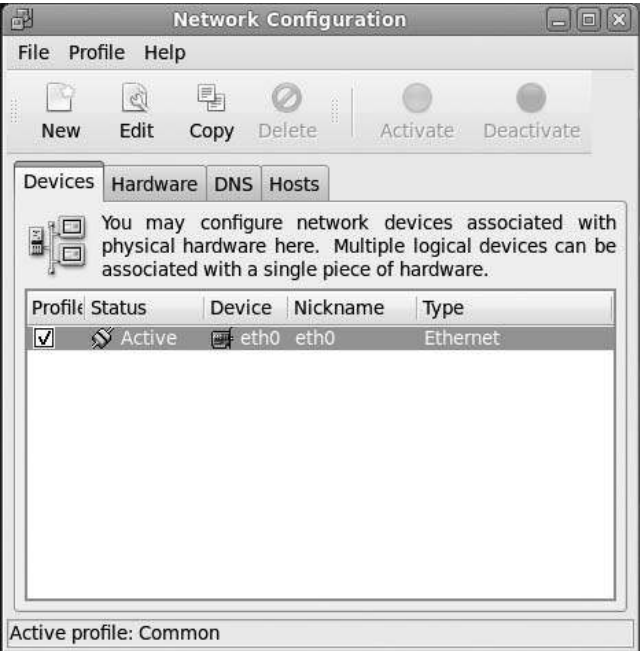 Network Configuration
File Profile Help
New Edit Copy Delete Activate Deactivate
Devices Hardware DNS Hosts
You may configure network devices associated with
physical hardware here. Multiple logical devices can be
associated with a single piece of hardware.
Profile Status Device Nickname Type
Active eth0 eth0 Ethernet
Active profile: Common